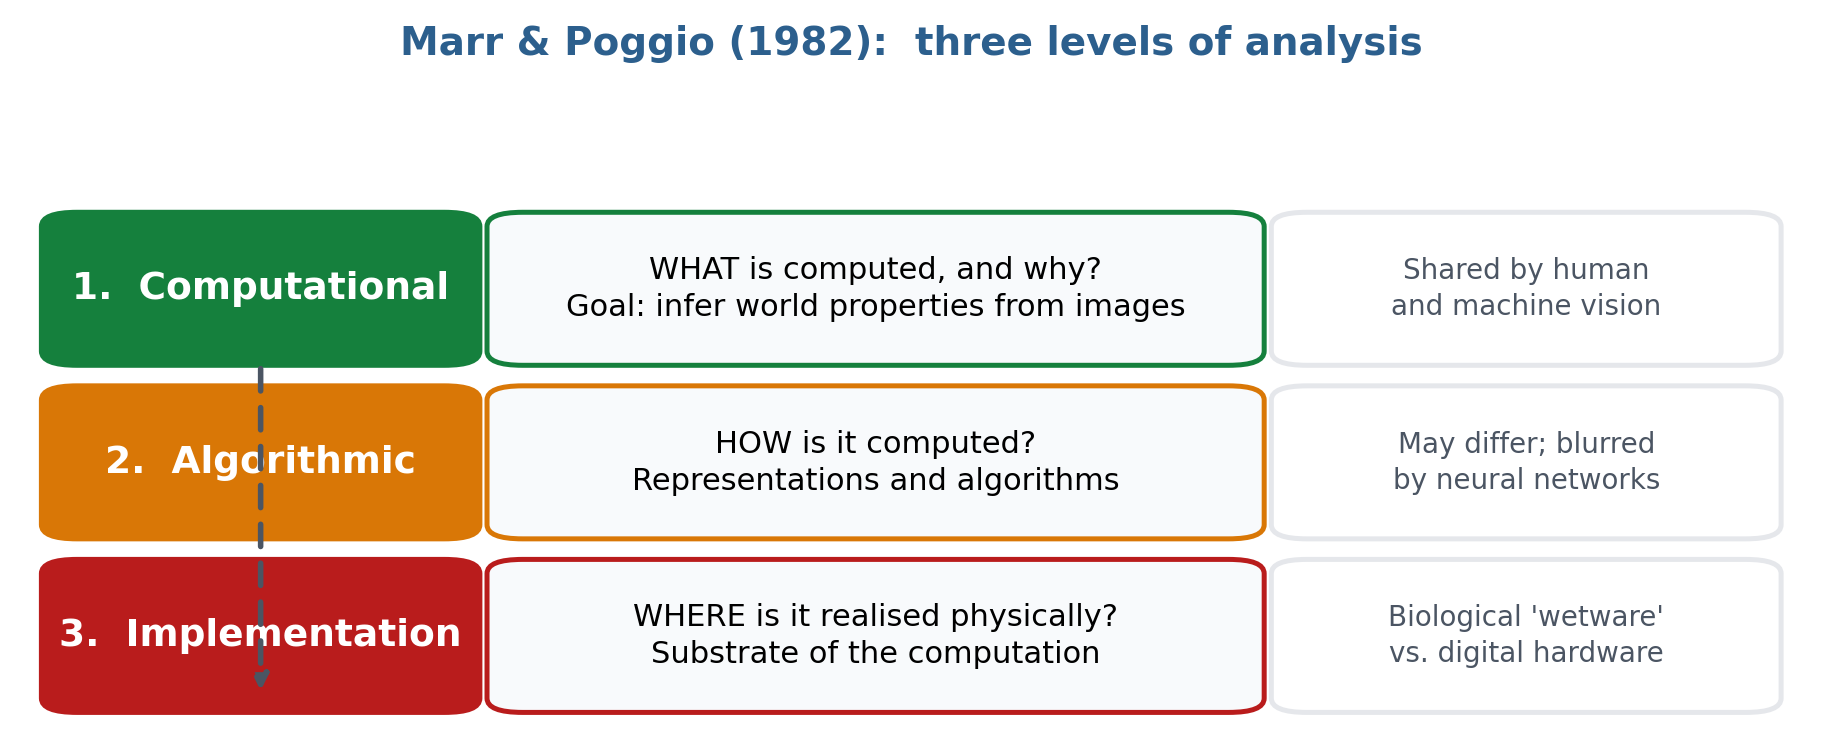 Marr & Poggio (1982):  three levels of analysis
1.  Computational
WHAT is computed, and why?
Goal: infer world properties from images
Shared by human
and machine vision
2.  Algorithmic
HOW is it computed?
Representations and algorithms
May differ; blurred
by neural networks
3.  Implementation
WHERE is it realised physically?
Substrate of the computation
Biological 'wetware'
vs. digital hardware